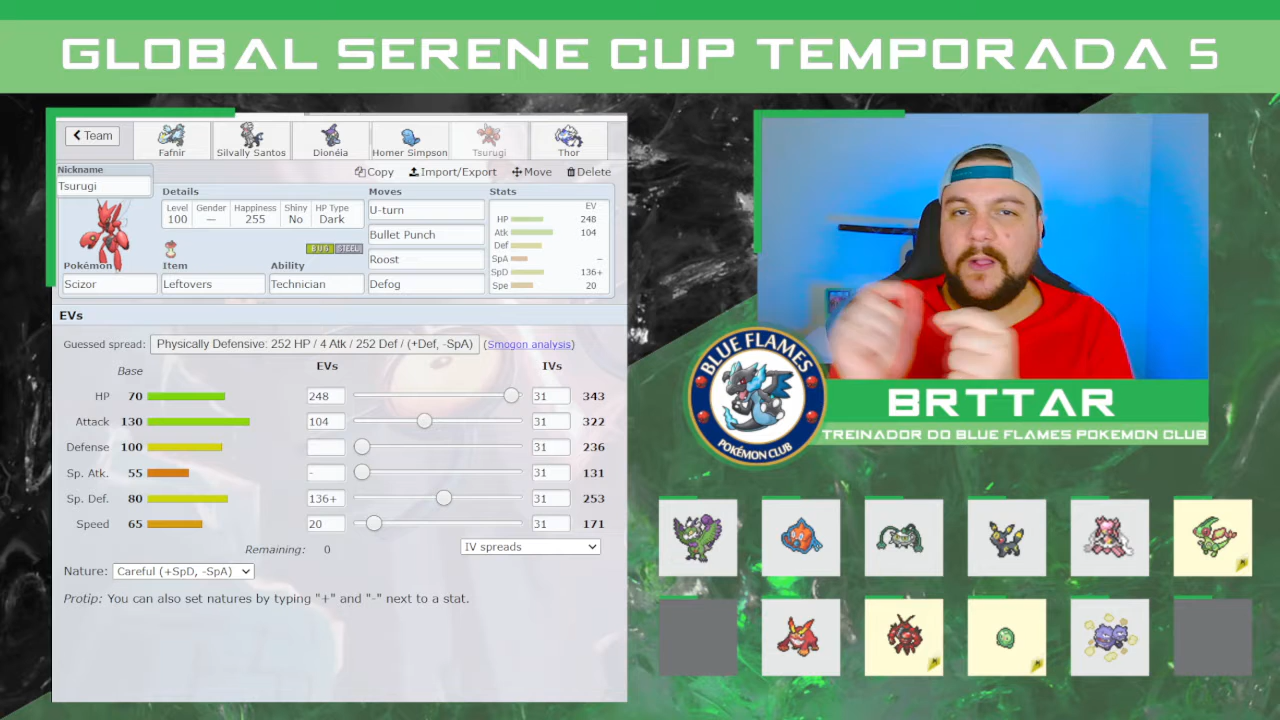 GLOBAL SERENE CUP TEMPORADA 5
Team
Fafnir
Silvally Santos
Dionéia
Homer Simpson
Tsurugi
Thor
Copy Import/Export Move Delete
Nickname
Tsurugi
Details
Level Gender Happiness Shiny HP Type
100 — 255 No Dark
BUG STEEL
Pokémon
Scizor
Item
Leftovers
Ability
Technician
Moves
U-turn
Bullet Punch
Roost
Defog
Stats
EV
HP 248
Atk 104
Def
SpA –
SpD 136+
Spe 20
EVs
Guessed spread: Physically Defensive: 252 HP / 4 Atk / 252 Def / (+Def, -SpA) (Smogon analysis)
Base EVs IVs
HP 70 248 31 343
Attack 130 104 31 322
Defense 100 31 236
Sp. Atk. 55 - 31 131
Sp. Def. 80 136+ 31 253
Speed 65 20 31 171
Remaining: 0
IV spreads
Nature: Careful (+SpD, -SpA)
Protip: You can also set natures by typing "+" and "-" next to a stat.
BLUE FLAMES
POKÉMON CLUB
BRTTAR
TREINADOR DO BLUE FLAMES POKEMON CLUB